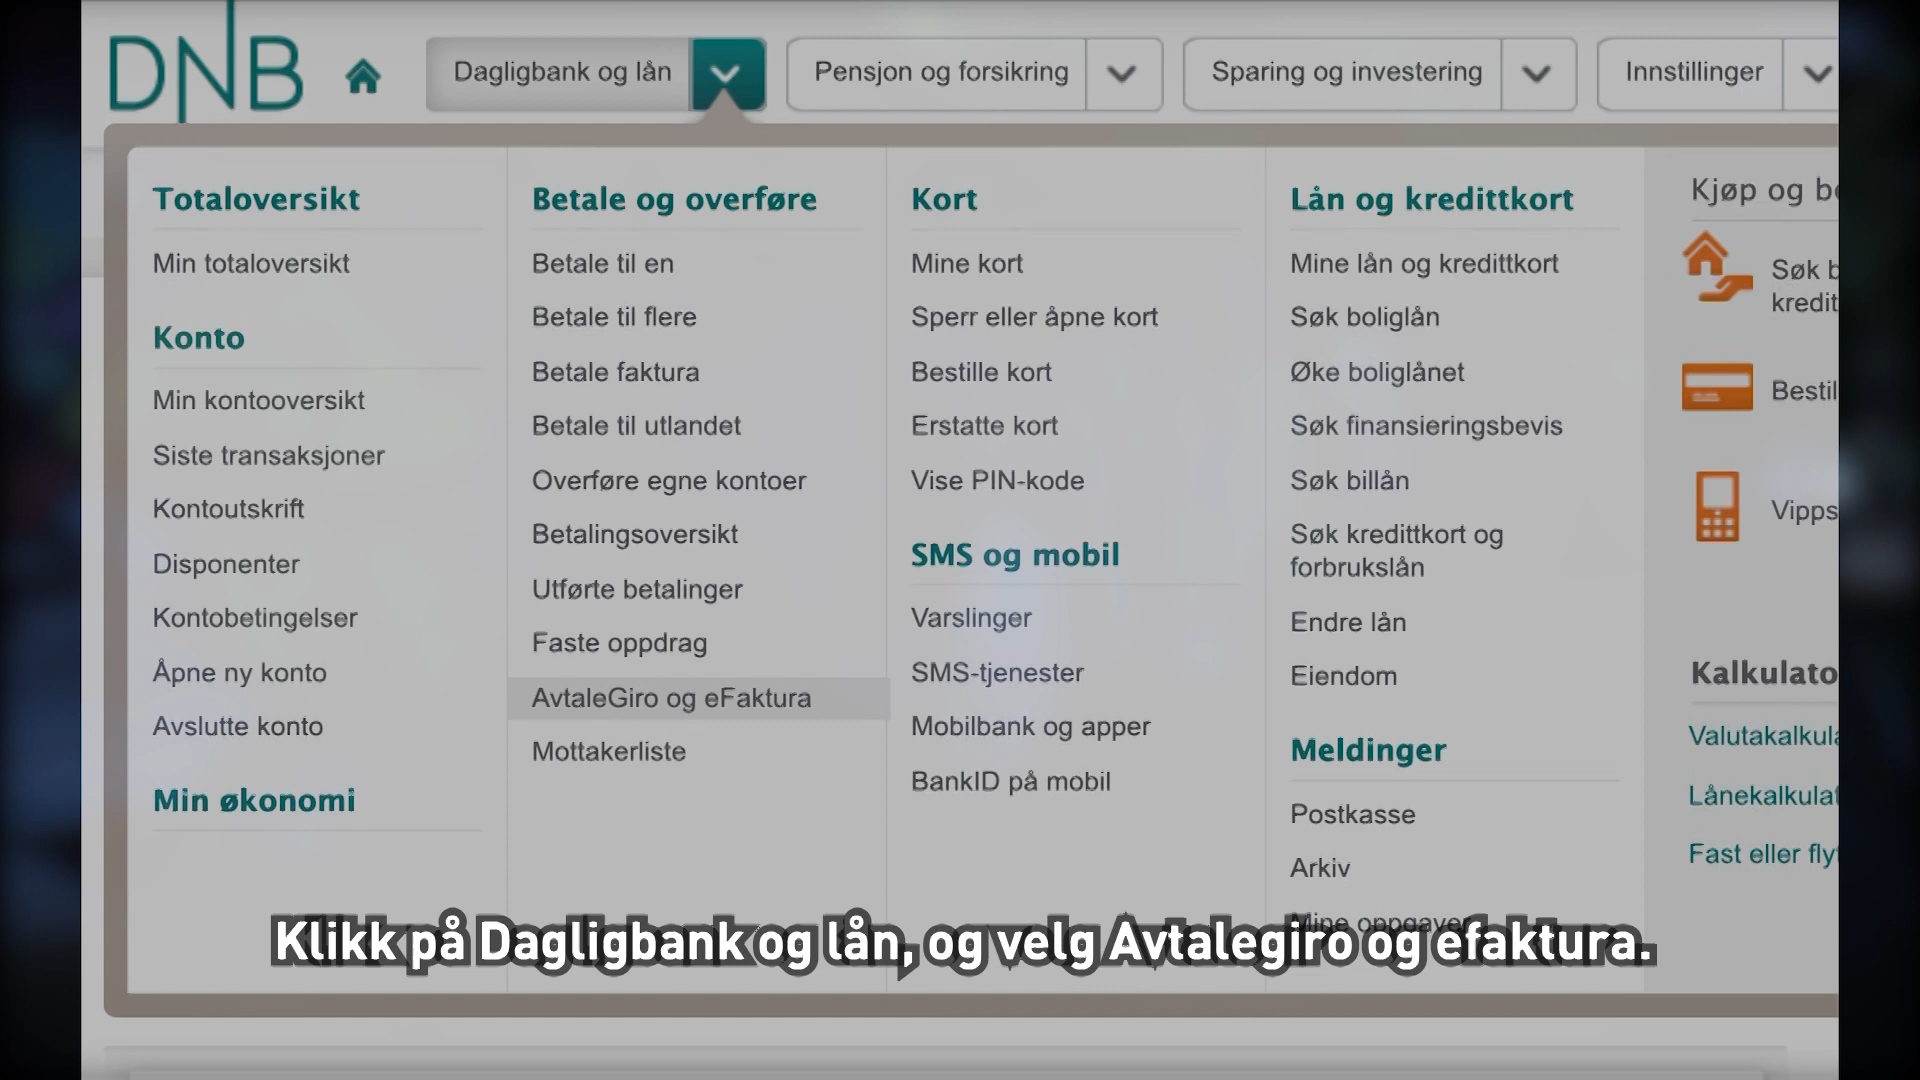 DNB
Dagligbank og lån
Pensjon og forsikring
Sparing og investering
Innstillinger
Totaloversikt
Min totaloversikt
Konto
Min kontooversikt
Siste transaksjoner
Kontoutskrift
Disponenter
Kontobetingelser
Åpne ny konto
Avslutte konto
Min økonomi
Betale og overføre
Betale til en
Betale til flere
Betale faktura
Betale til utlandet
Overføre egne kontoer
Betalingsoversikt
Utførte betalinger
Faste oppdrag
AvtaleGiro og eFaktura
Mottakerliste
Kort
Mine kort
Sperr eller åpne kort
Bestille kort
Erstatte kort
Vise PIN-kode
SMS og mobil
Varslinger
SMS-tjenester
Mobilbank og apper
BankID på mobil
Lån og kredittkort
Mine lån og kredittkort
Søk boliglån
Øke boliglånet
Søk finansieringsbevis
Søk billån
Søk kredittkort og
forbrukslån
Endre lån
Eiendom
Meldinger
Postkasse
Arkiv
Mine oppgaver
Kjøp og
Søk
Vipps
Klikk på Dagligbank og lån, og velg Avtalegiro og efaktura.
Fast eller